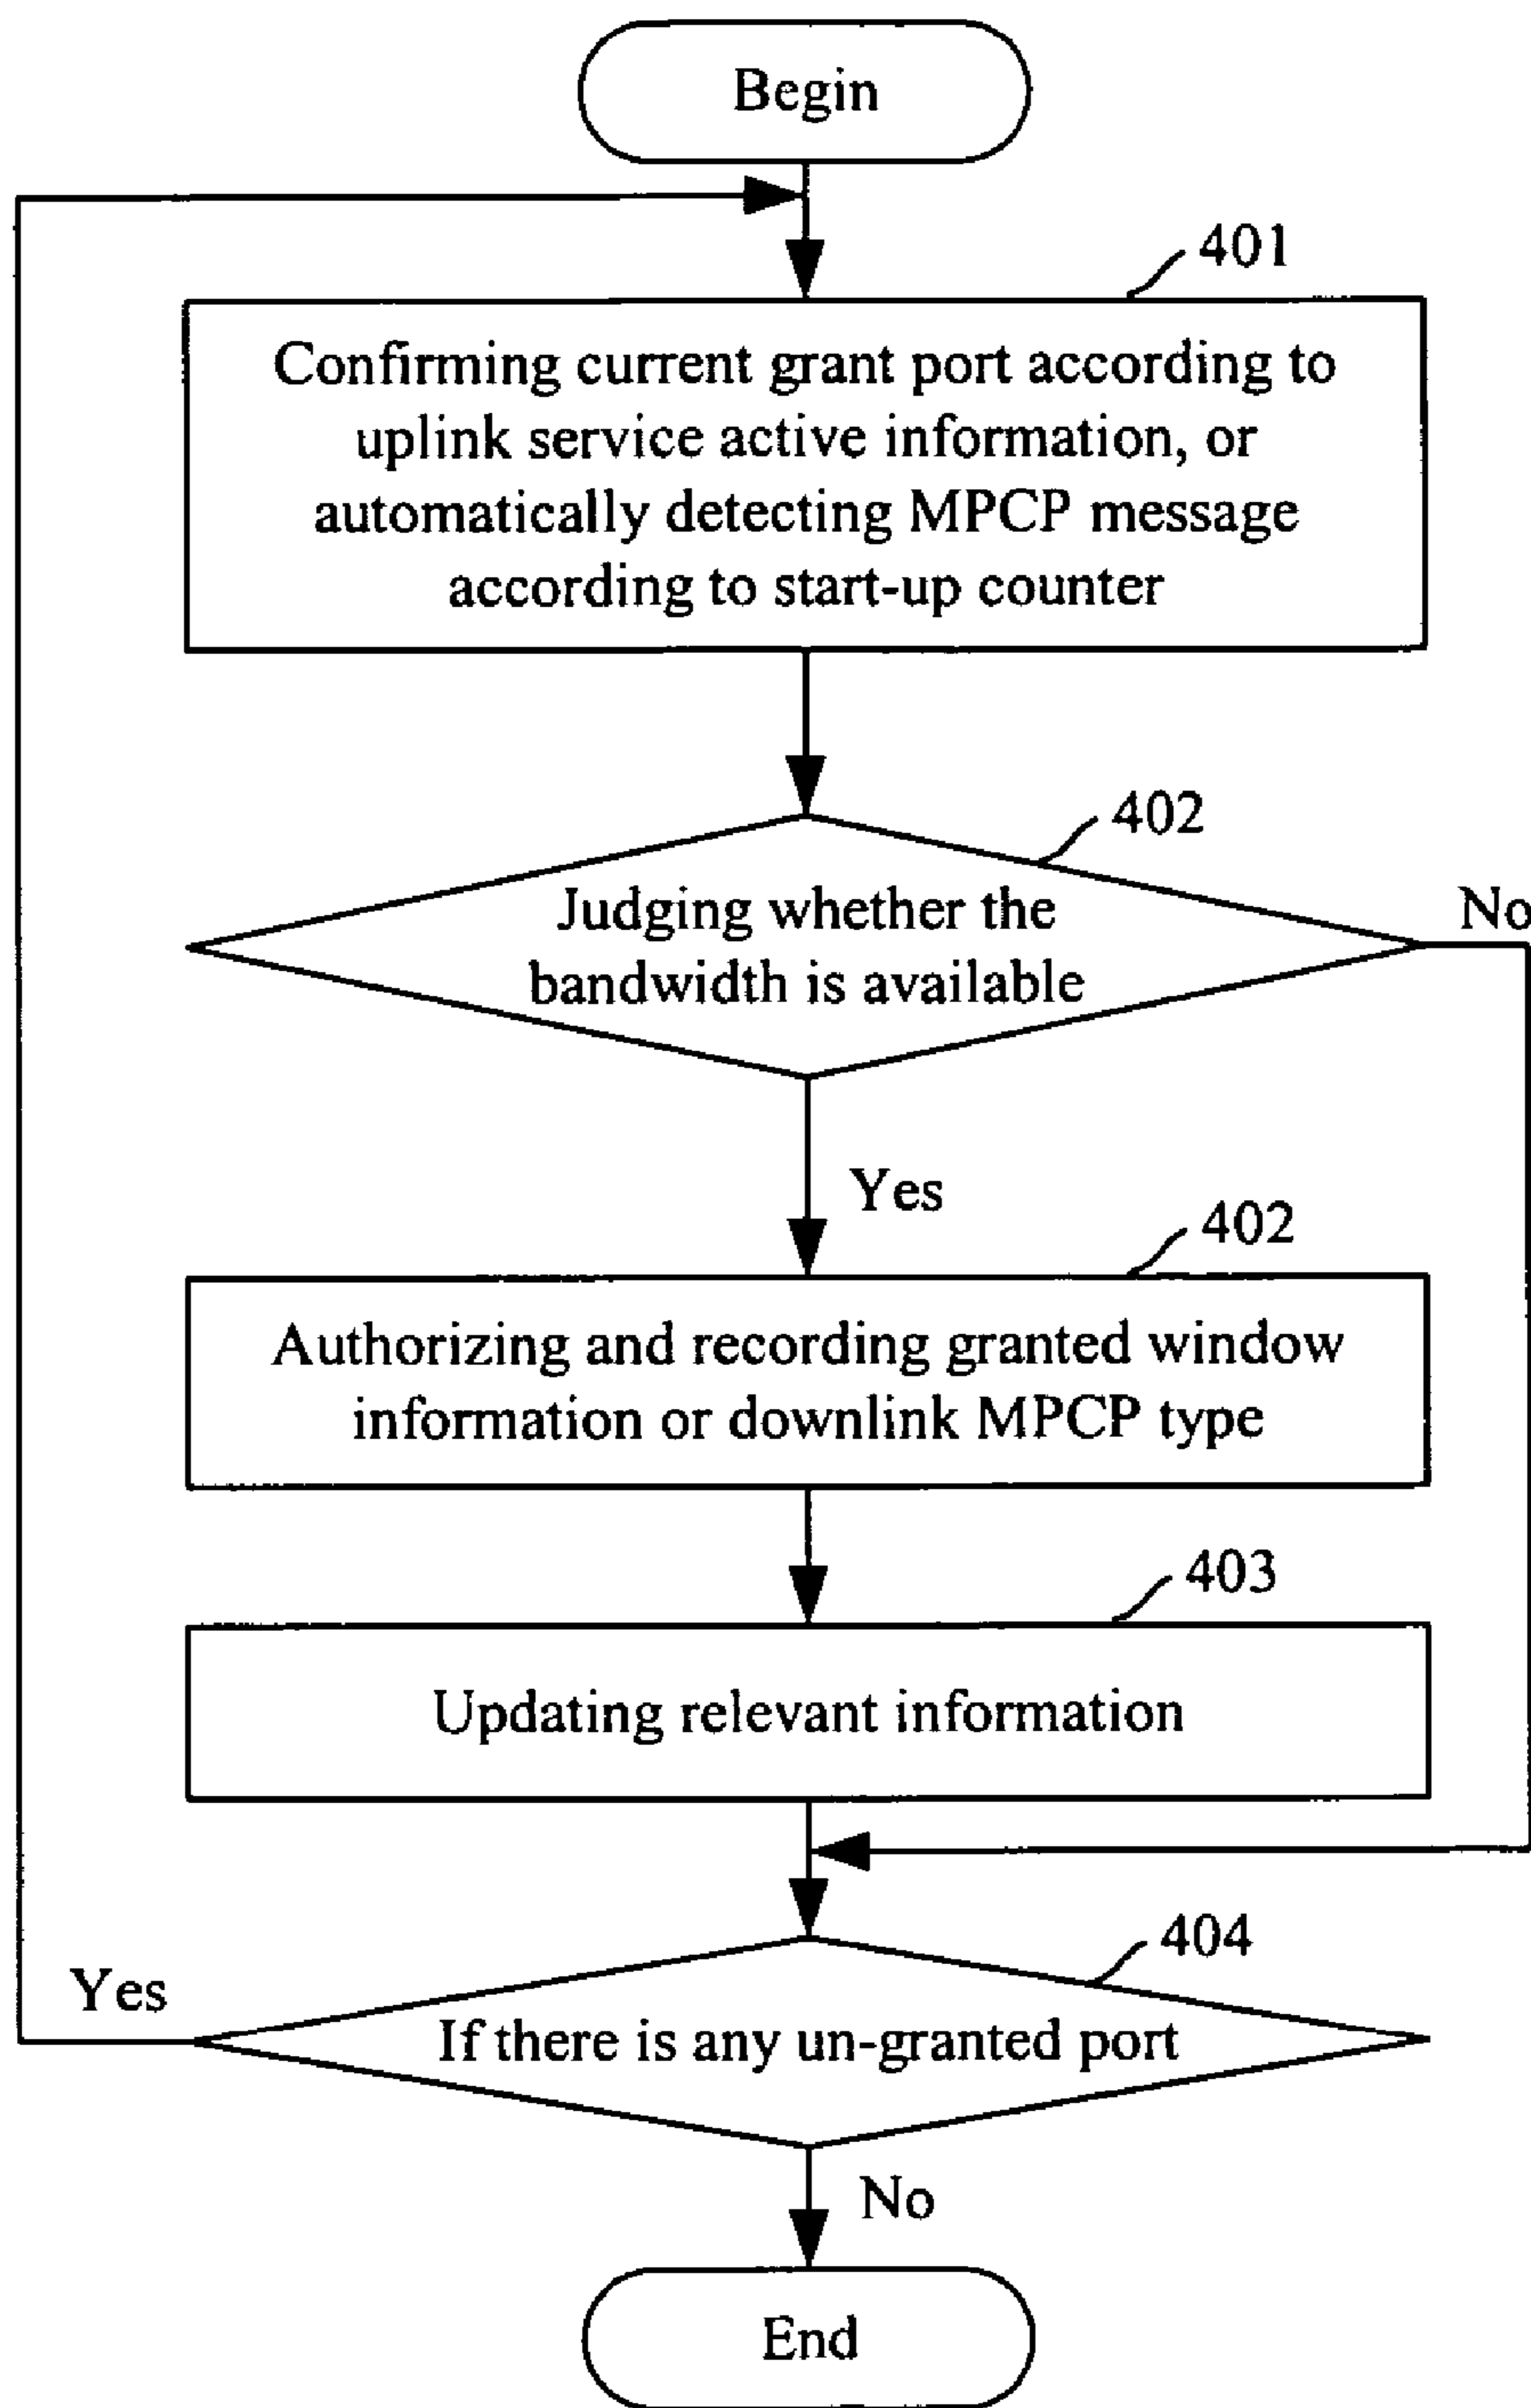 Begin
401
Confirming current grant port according to
uplink service active information, or
automatically detecting MPCP message
according to start-up counter
402
Judging whether the
bandwidth is available
No
Yes
402
Authorizing and recording granted window
information or downlink MPCP type
403
Updating relevant information
404
Yes
If there is any un-granted port
No
End